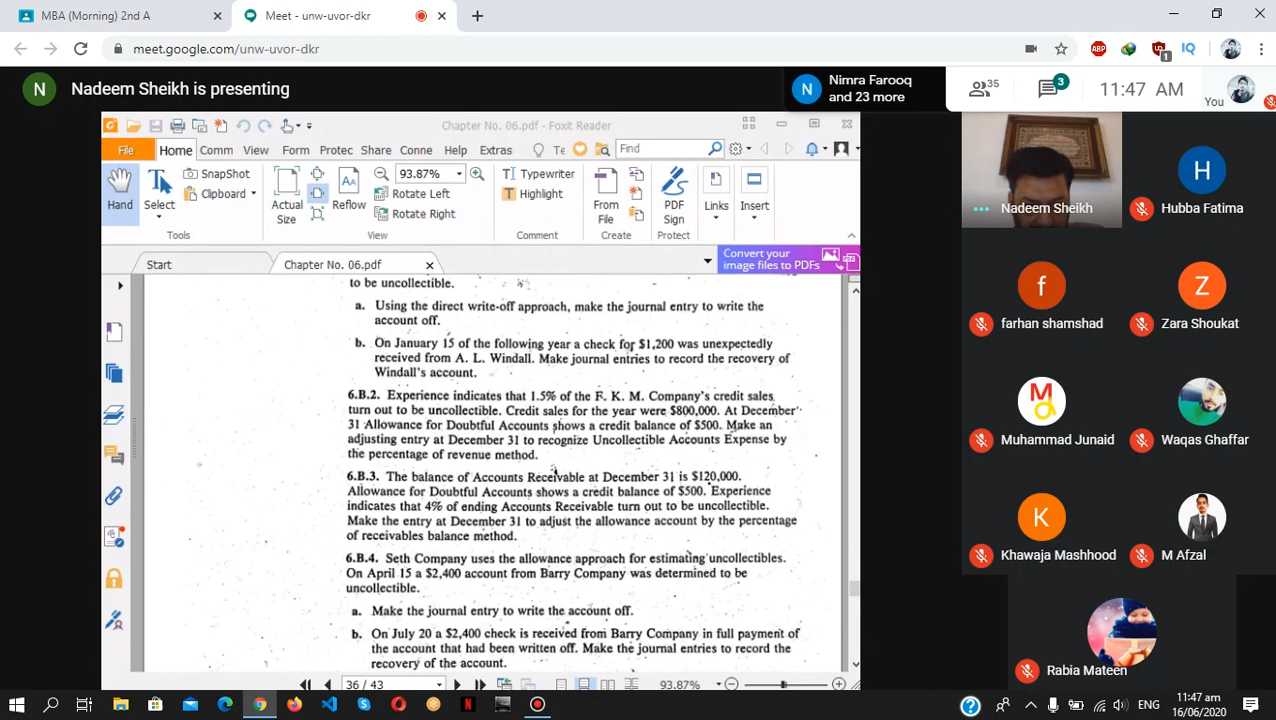 MBA (Morning) 2nd A
Meet - unw-uvor-dkr
meet.google.com/unw-uvor-dkr
ABP
1
IQ
N
Nadeem Sheikh is presenting
N
Nimra Farooq
and 23 more
35
3
11:47 AM
You
Chapter No. 06.pdf - Foxit Reader
File
Home
Comm
View
Form
Protec
Share
Conne
Help
Extras
Te
Find
Hand
Select
SnapShot
Clipboard
Tools
Actual
Size
Reflow
93.87%
Rotate Left
Rotate Right
View
Typewriter
Highlight
Comment
From
File
Create
PDF
Sign
Protect
Links
Insert
Start
Chapter No. 06.pdf
Convert your
image files to PDFs
to be uncollectible.
a. Using the direct write-off approach, make the journal entry to write the
account off.
b. On January 15 of the following year a check for $1,200 was unexpectedly
received from A. L. Windall. Make journal entries to record the recovery of
Windall's account.
6.B.2. Experience indicates that 1.5% of the F. K. M. Company's credit sales
turn out to be uncollectible. Credit sales for the year were $800,000. At December
31 Allowance for Doubtful Accounts shows a credit balance of $500. Make an
adjusting entry at December 31 to recognize Uncollectible Accounts Expense by
the percentage of revenue method.
6.B.3. The balance of Accounts Receivable at December 31 is $120,000.
Allowance for Doubtful Accounts shows a credit balance of $500. Experience
indicates that 4% of ending Accounts Receivable turn out to be uncollectible.
Make the entry at December 31 to adjust the allowance account by the percentage
of receivables balance method.
6.B.4. Seth Company uses the allowance approach for estimating uncollectibles.
On April 15 a $2,400 account from Barry Company was determined to be
uncollectible.
a. Make the journal entry to write the account off.
b. On July 20 a $2,400 check is received from Barry Company in full payment of
the account that had been written off. Make the journal entries to record the
recovery of the account.
36 / 43
93.87%
Nadeem Sheikh
H
Hubba Fatima
f
farhan shamshad
Z
Zara Shoukat
Muhammad Junaid
Waqas Ghaffar
K
Khawaja Mashhood
M Afzal
Rabia Mateen
ENG
11:47 am
16/06/2020